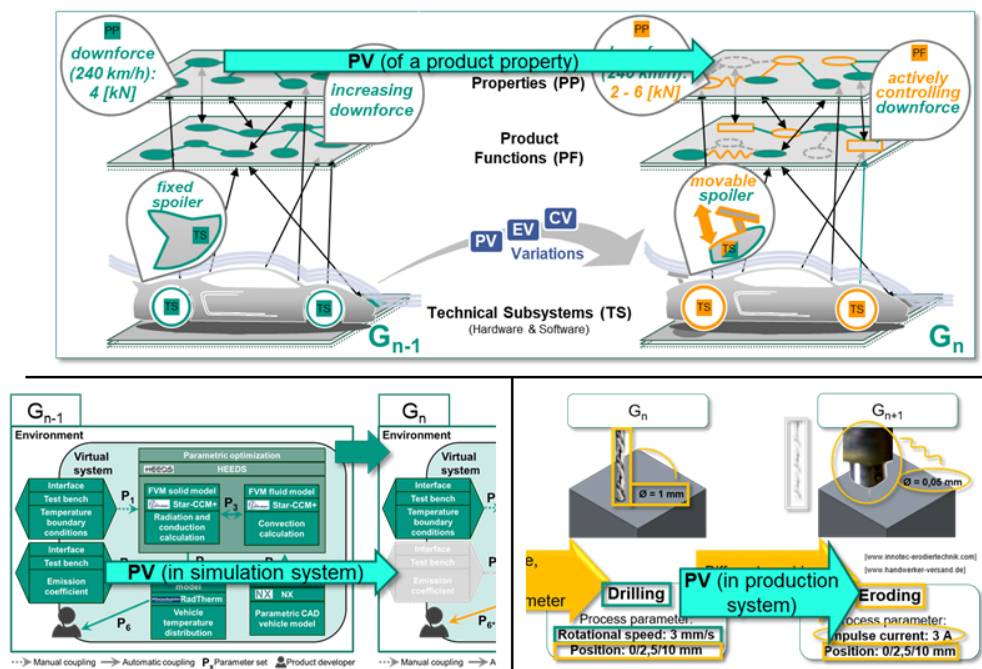 PP
downforce
(240 km/h):
4 [kN]
PV (of a product property)
Properties (PP)
increasing
downforce
PP
(240 km/h):
2 - 6 [kN]
PF
actively
controlling
downforce
Product
Functions (PF)
fixed
spoiler
TS
PV
EV
CV
Variations
movable
spoiler
TS
TS
TS
Technical Subsystems (TS)
(Hardware & Software)
TS
TS
Gn-1
Gn
Gn-1
Environment
Virtual
system
Parametric optimization
HEEDS
HEEDS
Interface
Test bench
Temperature
boundary
conditions
P1
FVM solid model
Star-CCM+
Radiation and
conduction
calculation
P3
FVM fluid model
Star-CCM+
Convection
calculation
Interface
Test bench
Emission
coefficient
PV (in simulation system)
model
RadTherm
Vehicle
temperature
distribution
NX
NX
Parametric CAD
vehicle model
P6
Manual coupling
Automatic coupling
Px Parameter set
Product developer
Gn
Environment
Virtual
system
Interface
Test bench
Temperature
boundary
conditions
Interface
Test bench
Emission
coefficient
P6*
Manual coupling
A
Gn
Ø = 1 mm
Gn+1
Ø = 0,05 mm
[www.innotec-erodiertechnik.com]
[www.handwerker-versand.de]
PV (in production
system)
Drilling
Process parameter:
Rotational speed: 3 mm/s
Position: 0/2,5/10 mm
Eroding
Process parameter:
Impulse current: 3 A
Position: 0/2,5/10 mm